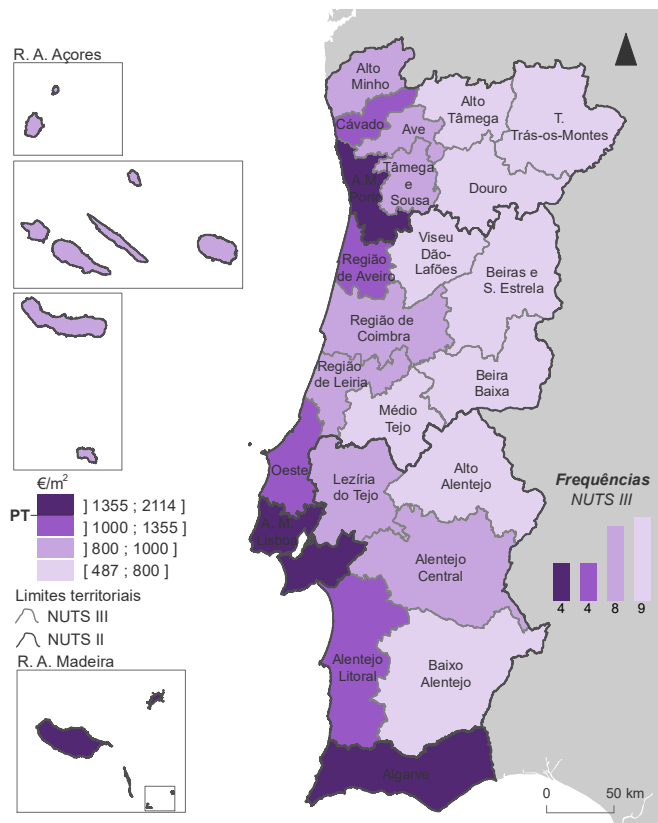 R. A. Açores
Alto
Minho
Cávado
Ave
Alto
Tâmega
T.
Trás-os-Montes
A.M.
Porto
Tâmega
e
Sousa
Douro
Região
de Aveiro
Viseu
Dão-
Lafões
Beiras e
S. Estrela
Região de
Coimbra
Região
de Leiria
Beira
Baixa
Médio
Tejo
Oeste
Lezíria
do Tejo
Alto
Alentejo
A. M.
Lisboa
Alentejo
Central
Alentejo
Litoral
Baixo
Alentejo
Algarve
€/m²
PT
] 1355 ; 2114 ]
] 1000 ; 1355 ]
] 800 ; 1000 ]
[ 487 ; 800 ]
Limites territoriais
NUTS III
NUTS II
R. A. Madeira
Frequências
NUTS III
4 4 8 9
0 50 km